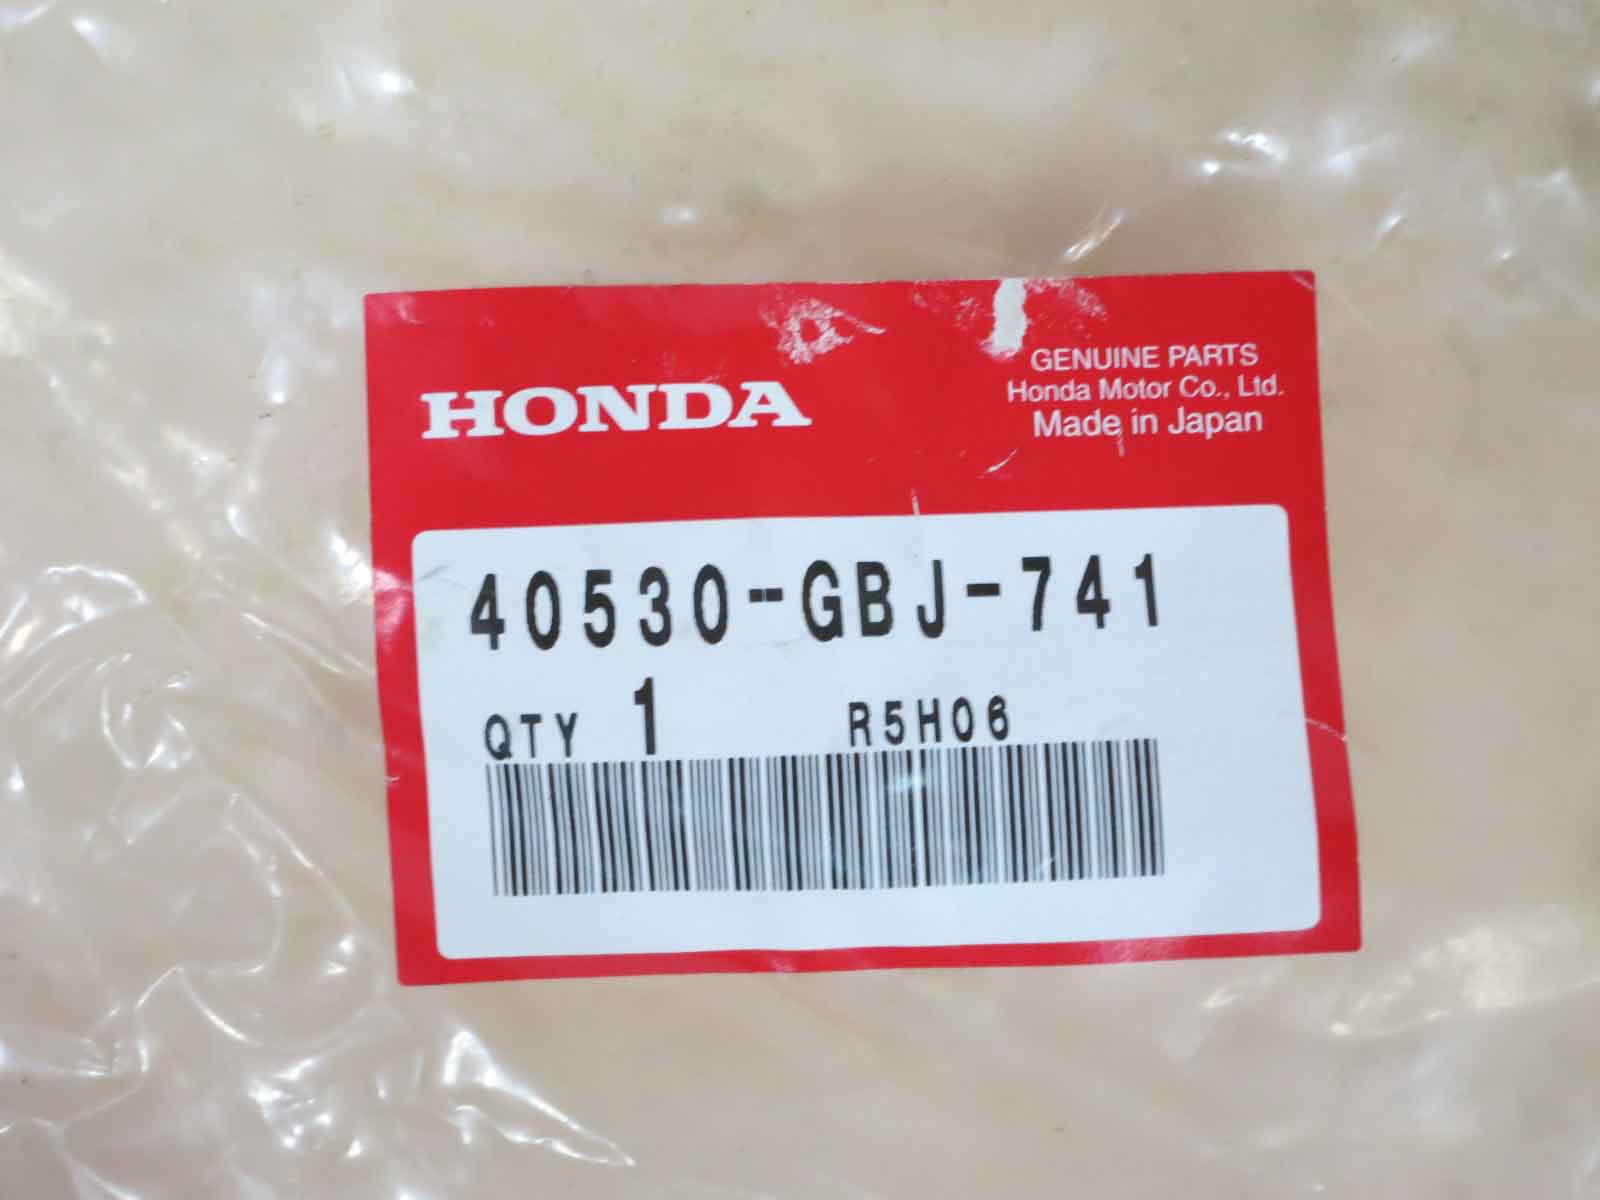 HONDA
GENUINE PARTS
Honda Motor Co., Ltd.
Made in Japan
40530-GBJ-741
QTY 1 R5H06